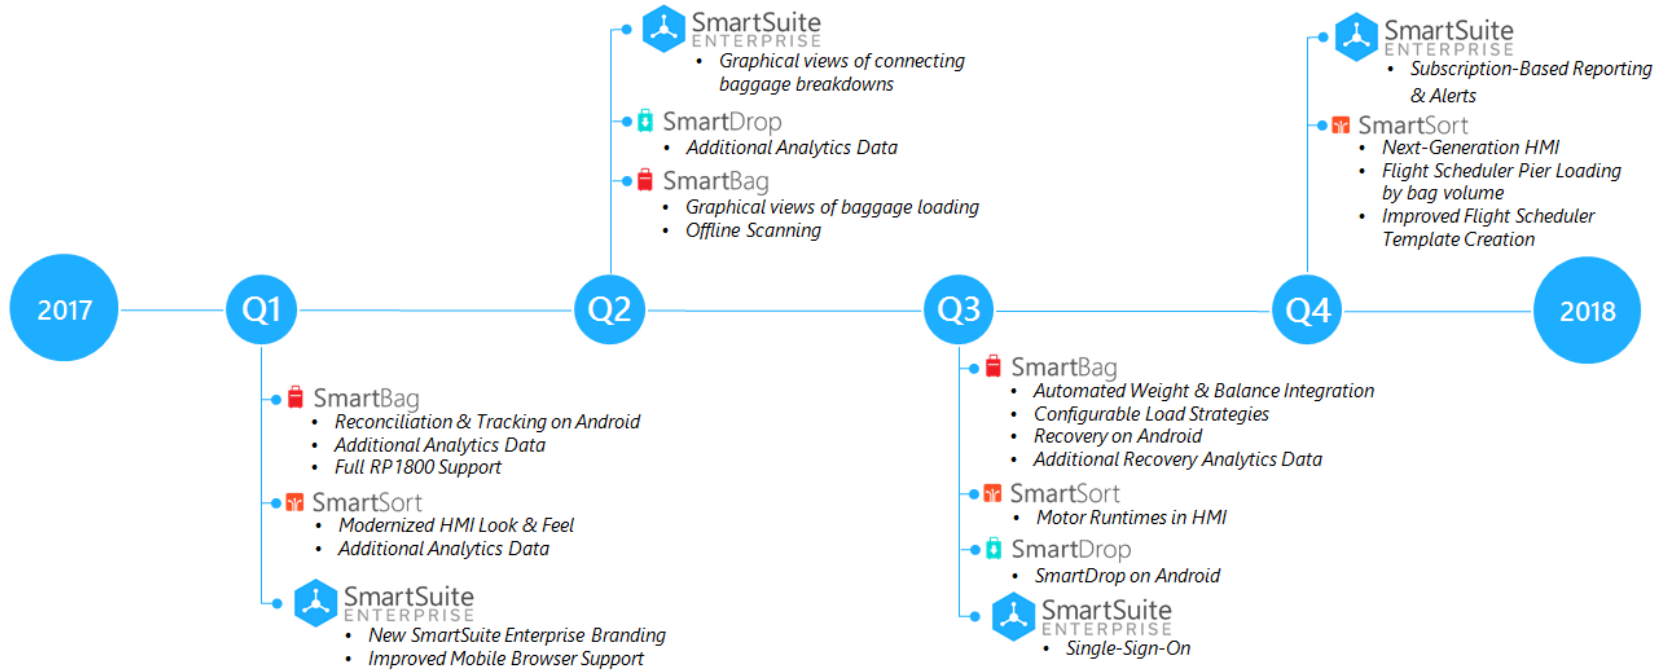 2017
Q1
SmartBag
• Reconciliation & Tracking on Android
• Additional Analytics Data
• Full RP1800 Support
SmartSort
• Modernized HMI Look & Feel
• Additional Analytics Data
SmartSuite
ENTERPRISE
• New SmartSuite Enterprise Branding
• Improved Mobile Browser Support
Q2
SmartSuite
ENTERPRISE
• Graphical views of connecting
baggage breakdowns
SmartDrop
• Additional Analytics Data
SmartBag
• Graphical views of baggage loading
• Offline Scanning
Q3
SmartBag
• Automated Weight & Balance Integration
• Configurable Load Strategies
• Recovery on Android
• Additional Recovery Analytics Data
SmartSort
• Motor Runtimes in HMI
SmartDrop
• SmartDrop on Android
SmartSuite
ENTERPRISE
• Single-Sign-On
Q4
SmartSuite
ENTERPRISE
• Subscription-Based Reporting
& Alerts
SmartSort
• Next-Generation HMI
• Flight Scheduler Pier Loading
by bag volume
• Improved Flight Scheduler
Template Creation
2018